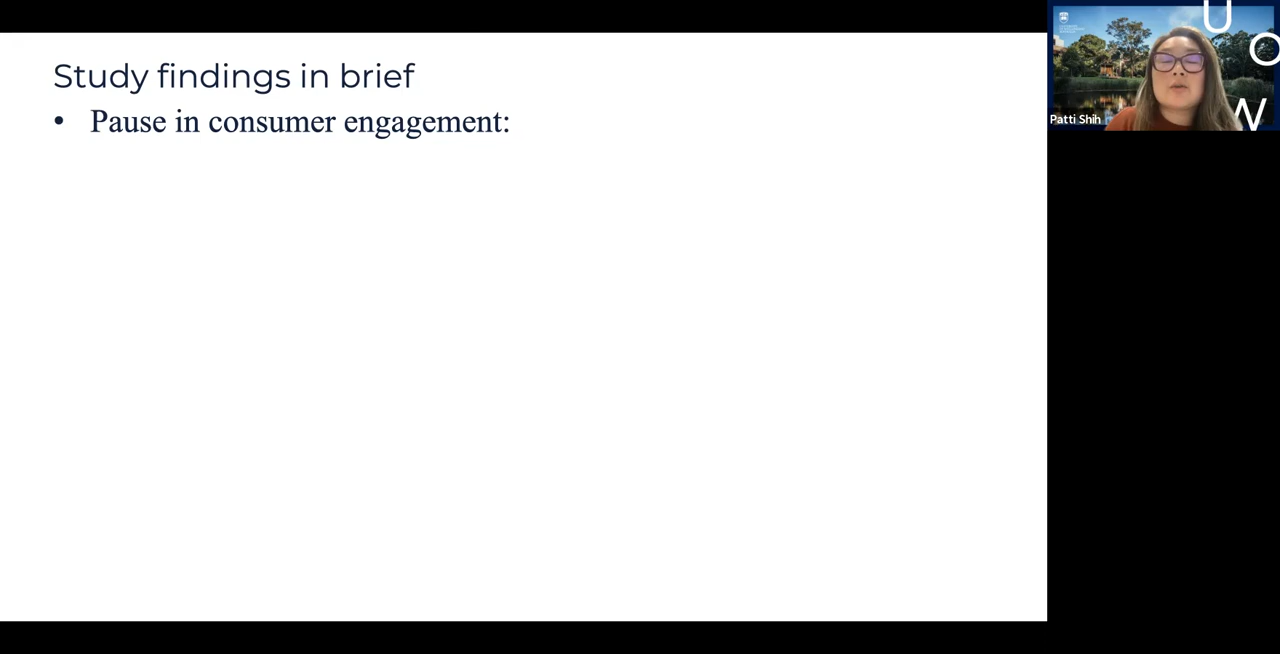 Study findings in brief
• Pause in consumer engagement:
U
O
W
Patti Shih